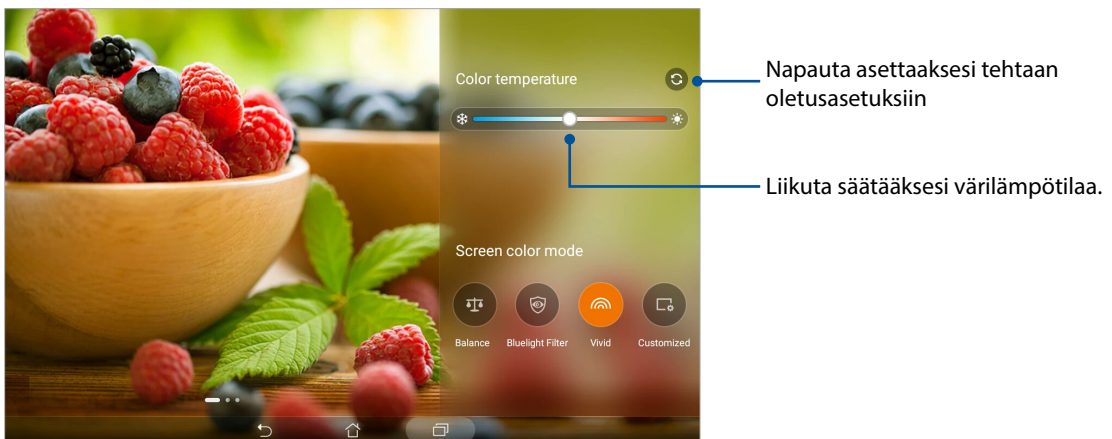 Color temperature
Napauta asettaaksesi tehtaan
oletusasetuksiin
Liikuta säätääksesi värilämpötilaa.
Screen color mode
Balance
Bluelight Filter
Vivid
Customized